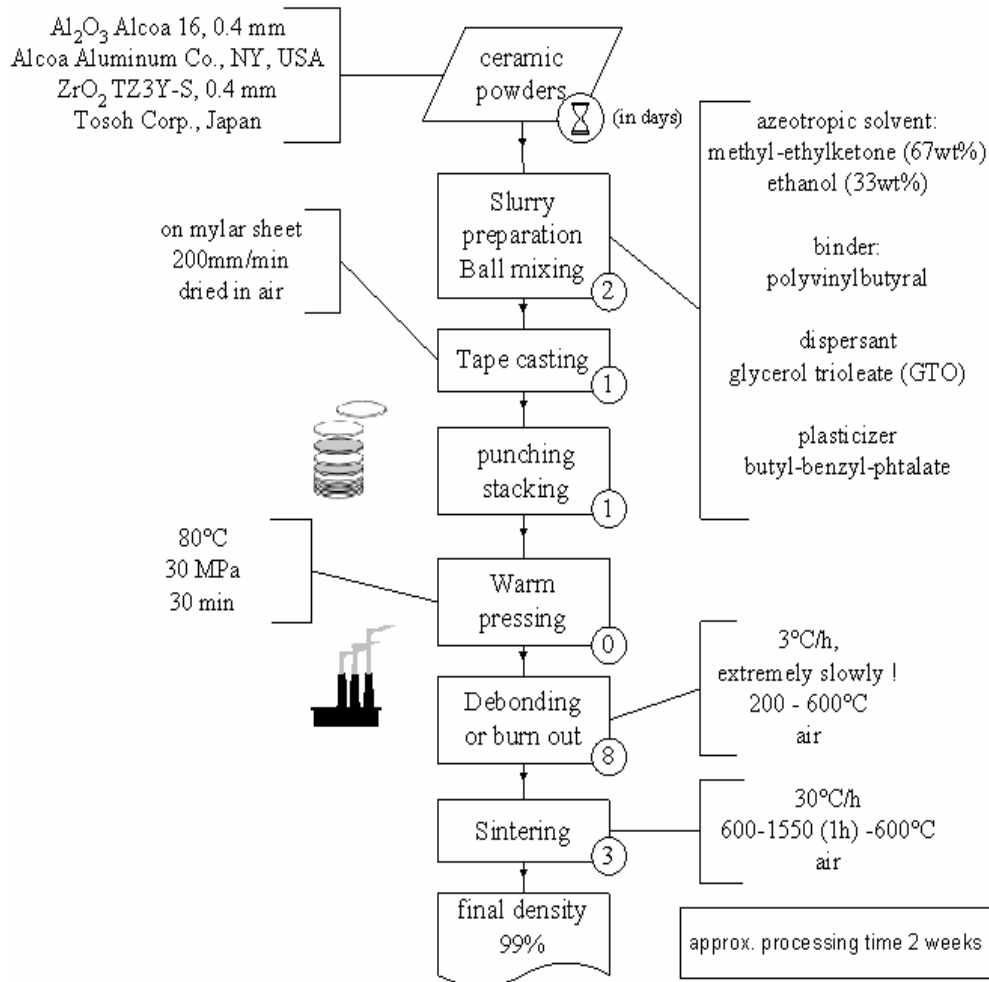 Al2O3 Alcoa 16, 0.4 mm
Alcoa Aluminum Co., NY, USA
ZrO2 TZ3Y-S, 0.4 mm
Tosoh Corp., Japan
ceramic
powders
(in days)
azeotropic solvent:
methyl-ethylketone (67wt%)
ethanol (33wt%)
binder:
polyvinylbutyral
dispersant
glycerol trioleate (GTO)
plasticizer
butyl-benzyl-phtalate
Slurry
preparation
Ball mixing
2
on mylar sheet
200mm/min
dried in air
Tape casting
1
punching
stacking
1
80°C
30 MPa
30 min
Warm
pressing
0
Debonding
or burn out
8
3°C/h,
extremely slowly !
200 - 600°C
air
Sintering
3
30°C/h
600-1550 (1h) -600°C
air
final density
99%
approx. processing time 2 weeks